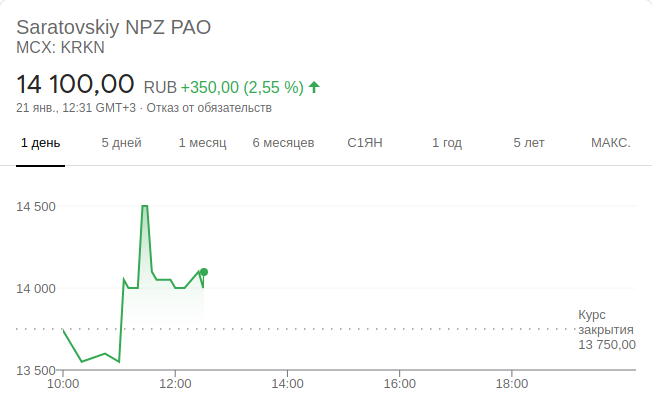 Saratovskiy NPZ PAO
MCX: KRKN
14 100,00 RUB +350,00 (2,55 %)
21 янв., 12:31 GMT+3 · Отказ от обязательств
1 день 5 дней 1 месяц 6 месяцев С1ЯН 1 год 5 лет МАКС.
14 500
14 000
Курс
закрытия
13 750,00
13 500
10:00 12:00 14:00 16:00 18:00